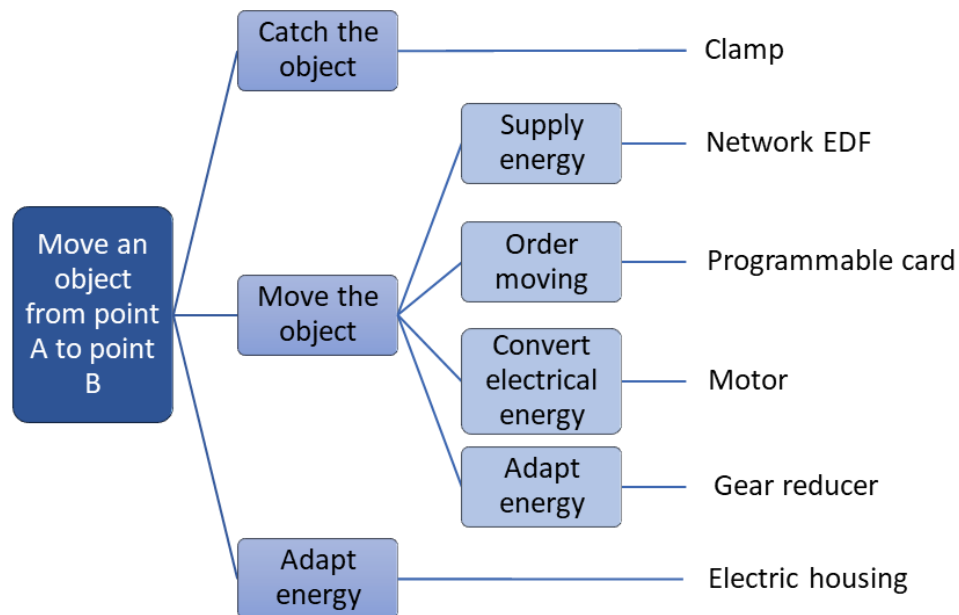 Catch the
object
Clamp
Supply
energy
Network EDF
Move an
object
from point
A to point
B
Order
moving
Programmable card
Move the
object
Convert
electrical
energy
Motor
Adapt
energy
Gear reducer
Adapt
energy
Electric housing